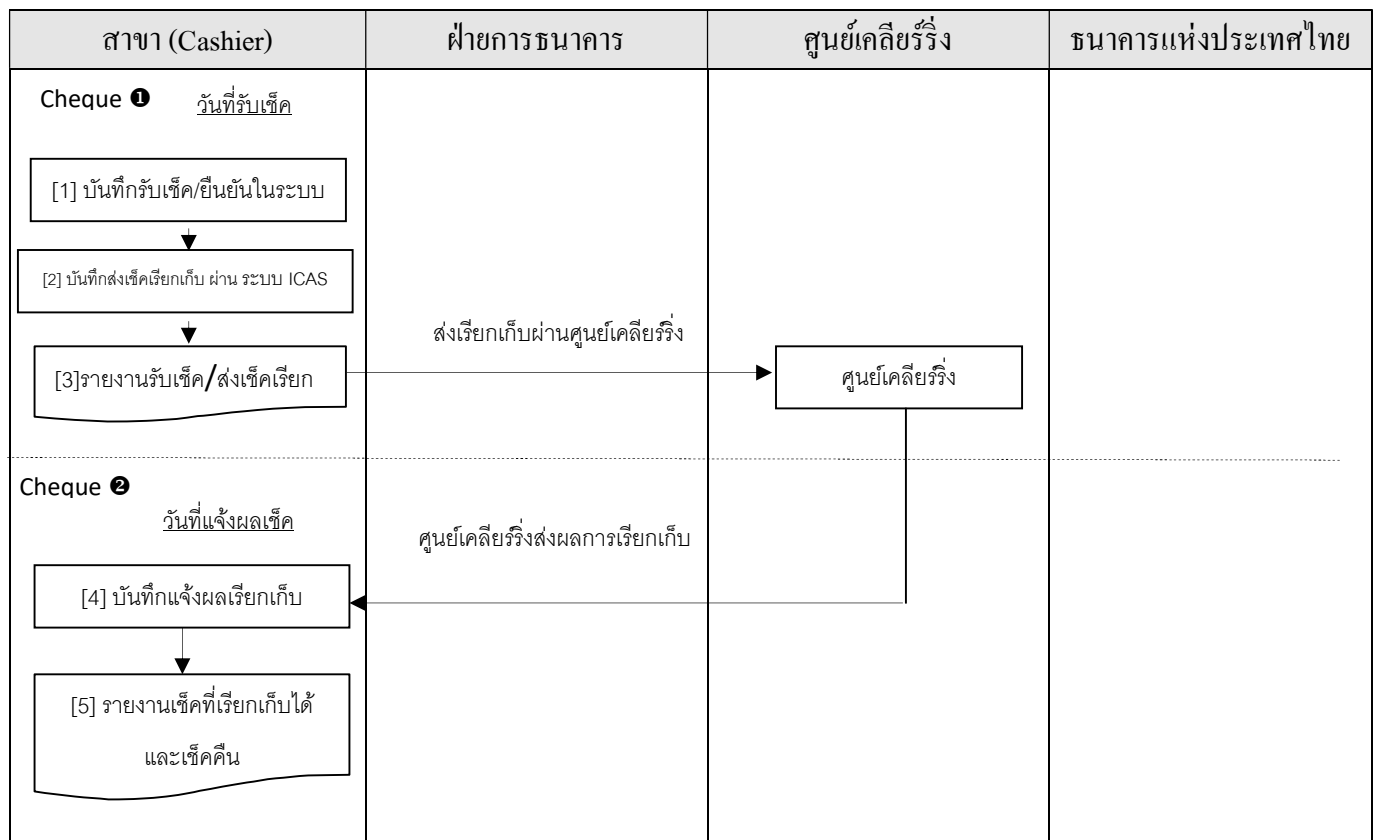 สาขา (Cashier)
ฝ่ายการธนาคาร
ศูนย์เคลียร์ริ่ง
ธนาคารแห่งประเทศไทย
Cheque ❶
วันที่รับเช็ค
[1] บันทึกรับเช็ค/ยืนยันในระบบ
[2] บันทึกส่งเช็คเรียกเก็บ ผ่าน ระบบ ICAS
ส่งเรียกเก็บผ่านศูนย์เคลียร์ริ่ง
[3]รายงานรับเช็ค/ส่งเช็คเรียก
ศูนย์เคลียร์ริ่ง
Cheque ❷
วันที่แจ้งผลเช็ค
ศูนย์เคลียร์ริ่งส่งผลการเรียกเก็บ
[4] บันทึกแจ้งผลเรียกเก็บ
[5] รายงานเช็คที่เรียกเก็บได้
และเช็คคืน